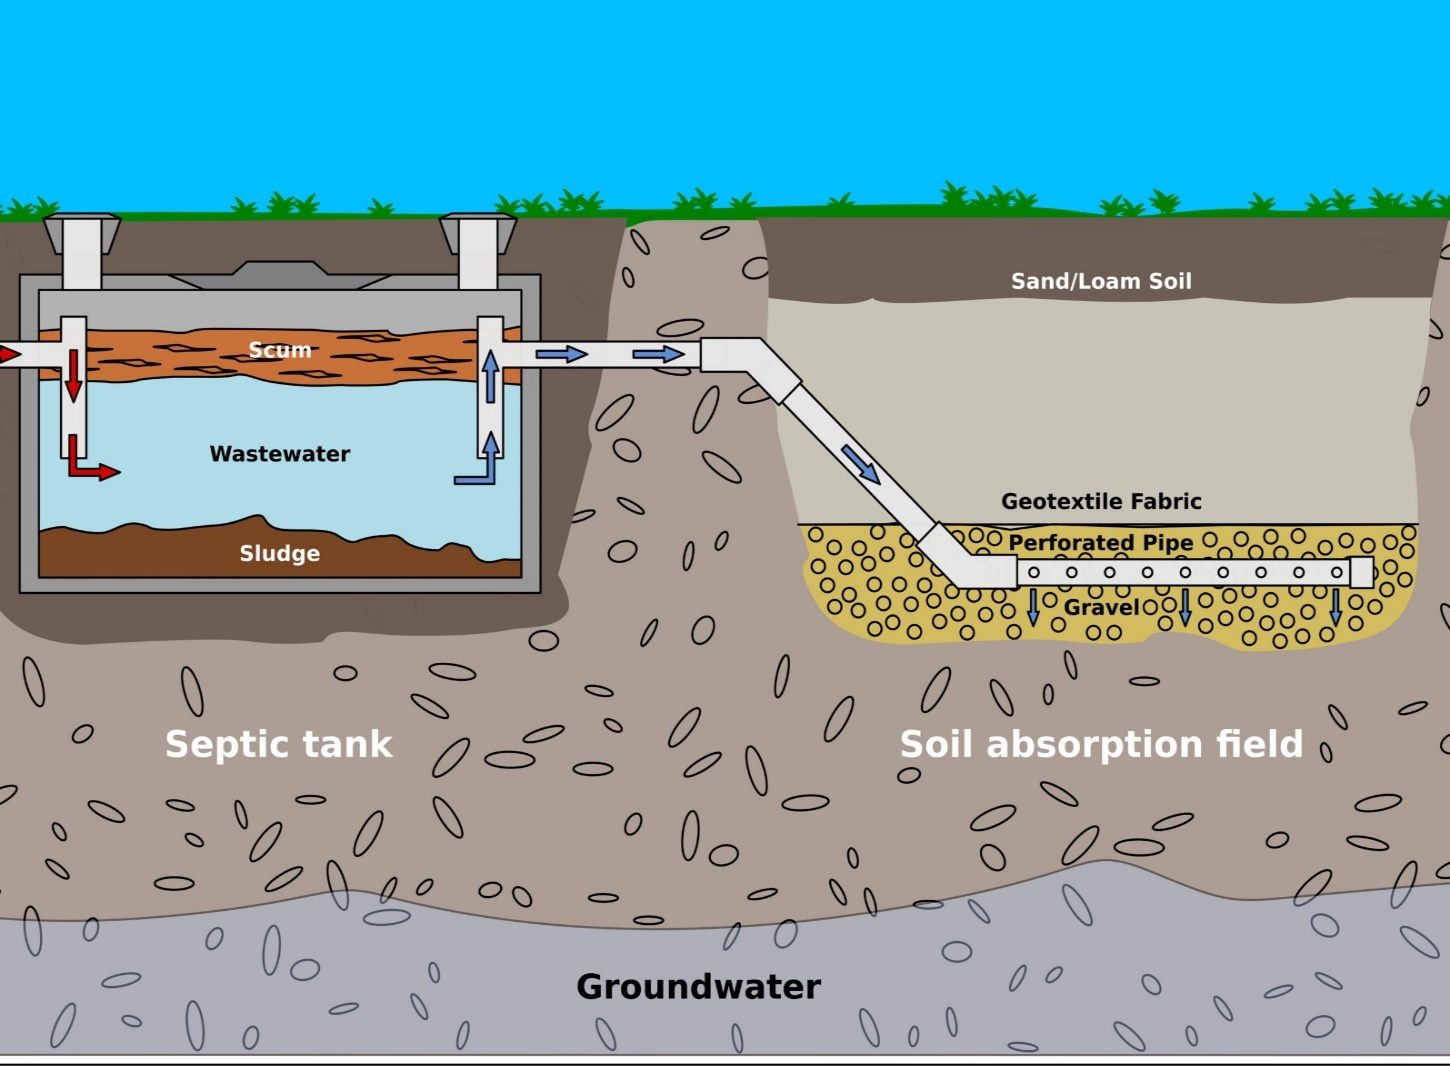 Sand/Loam Soil
Scum
Wastewater
Geotextile Fabric
Perforated Pipe
Sludge
Gravel
Septic tank
Soil absorption field
Groundwater